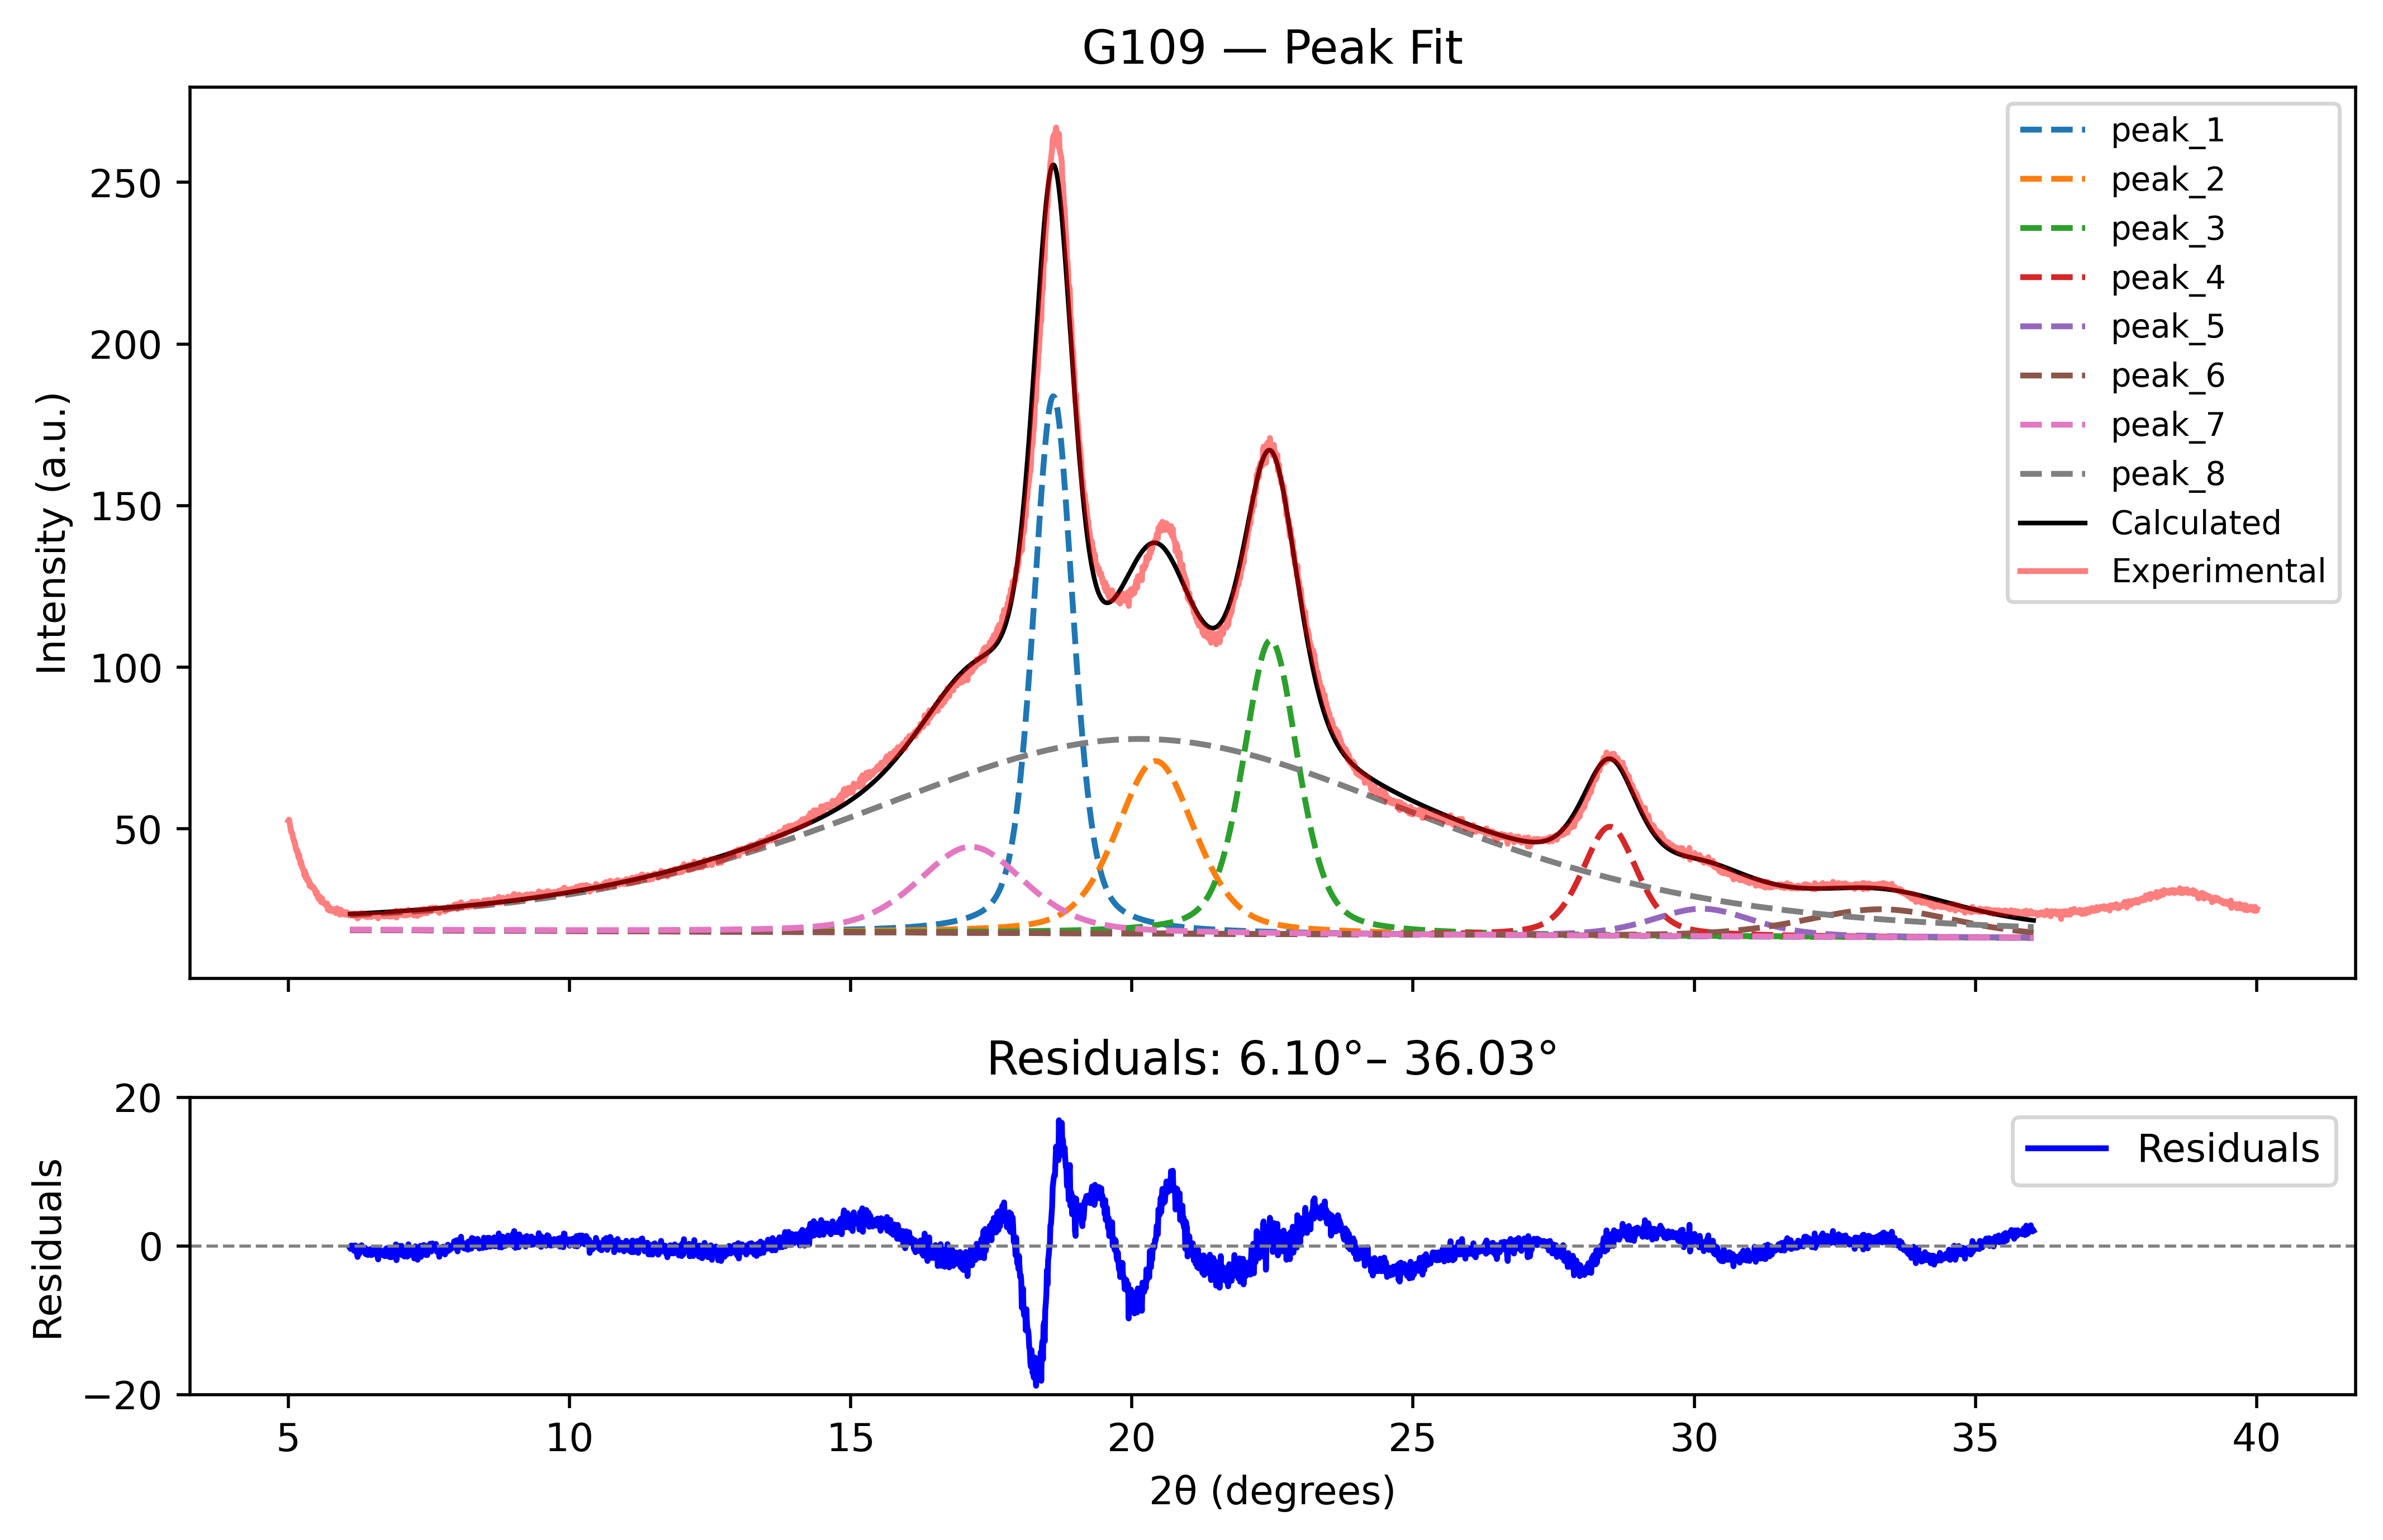 G109 — Peak Fit
Intensity (a.u.)
250
200
150
100
50
peak_1
peak_2
peak_3
peak_4
peak_5
peak_6
peak_7
peak_8
Calculated
Experimental
Residuals: 6.10°– 36.03°
Residuals
20
0
−20
Residuals
5 10 15 20 25 30 35 40
2θ (degrees)